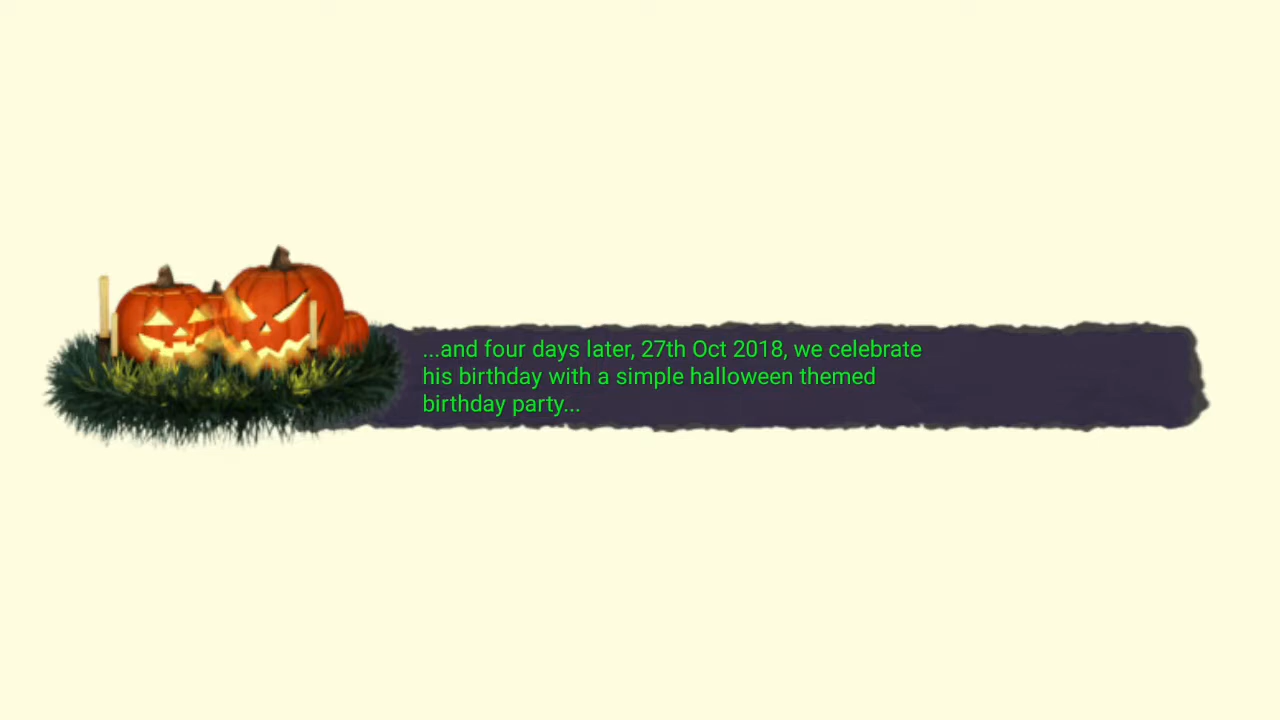 ...and four days later, 27th Oct 2018, we celebrate
his birthday with a simple halloween themed
birthday party...